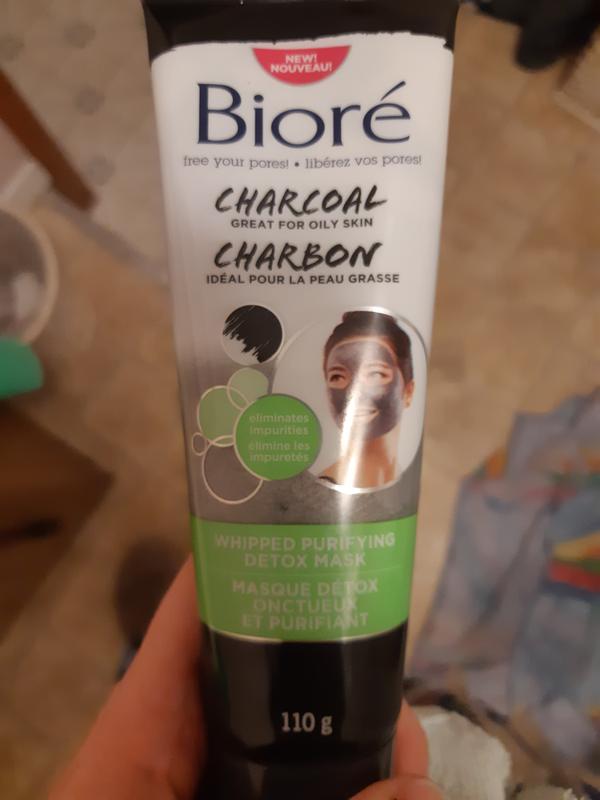 NEW!
NOUVEAU!
Bioré
free your pores! • libérez vos pores!
CHARCOAL
GREAT FOR OILY SKIN
CHARBON
IDÉAL POUR LA PEAU GRASSE
eliminates
impurities
élimine les
impuretés
WHIPPED PURIFYING
DETOX MASK
MASQUE DÉTOX
ONCTUEUX
ET PURIFIANT
110 g